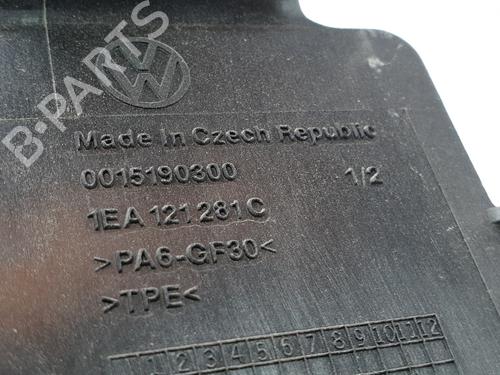 B-PARTS
VW
Made In Czech Republic
0015190300 1/2
1EA 121 281 C
>PA6-GF30<
>TPE<
1 2 3 4 5 6 7 8 9 10 11 12